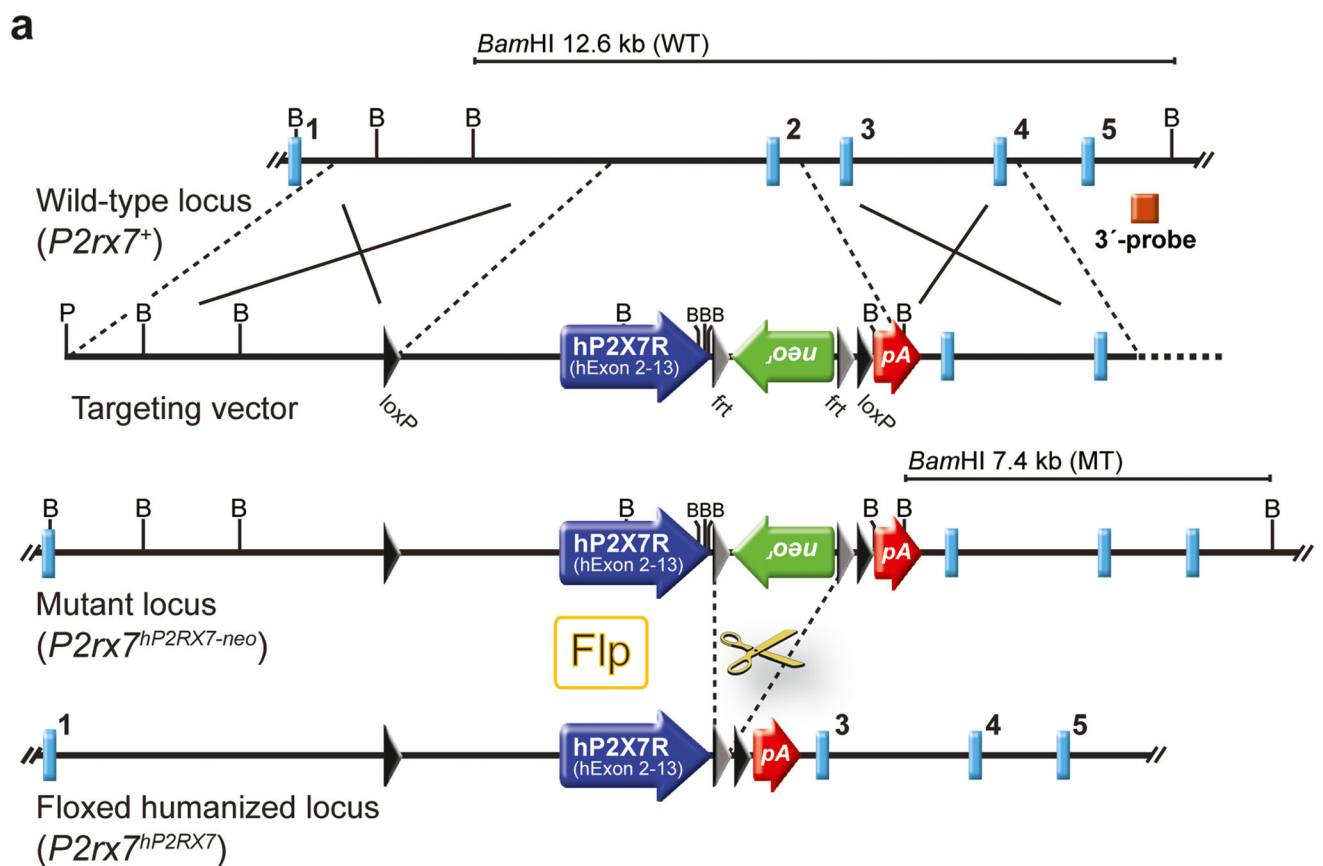 a
BamHI 12.6 kb (WT)
B 1 B B 2 3 4 5 B
Wild-type locus
(P2rx7+)
3´-probe
P B B B BBB B B
hP2X7R
(hExon 2-13)
neor
pA
Targeting vector
loxP
frt
frt
loxP
BamHI 7.4 kb (MT)
B B B B BBB B B B
hP2X7R
(hExon 2-13)
neor
pA
Mutant locus
(P2rx7hP2RX7-neo)
Flp
1 3 4 5
hP2X7R
(hExon 2-13)
pA
Floxed humanized locus
(P2rx7hP2RX7)